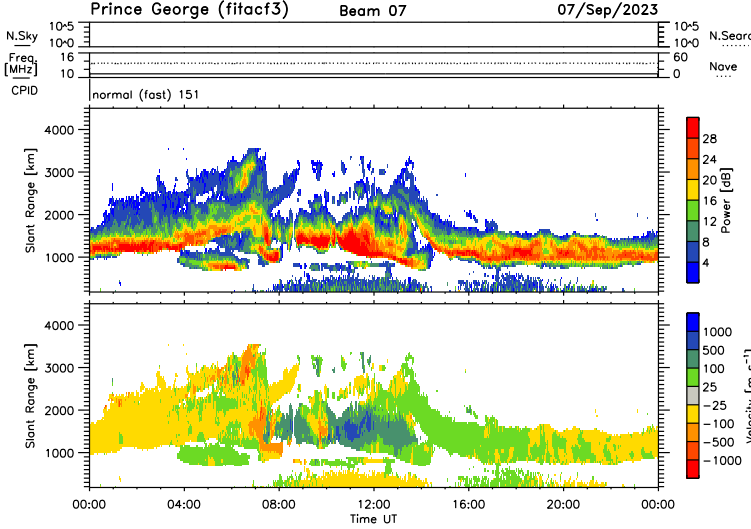 Prince George (fitacf3) Beam 07 07/Sep/2023
N.Sky 10^5 10^0 10^5 10^0
Freq. [MHz] 16 10 60 0 Nave
CPID normal (fast) 151
Slant Range [km]
4000
3000
2000
1000
Power [dB]
28
24
20
16
12
8
4
Slant Range [km]
4000
3000
2000
1000
1000
500
100
25
-25
-100
-500
-1000
00:00 04:00 08:00 12:00 16:00 20:00 00:00
Time UT